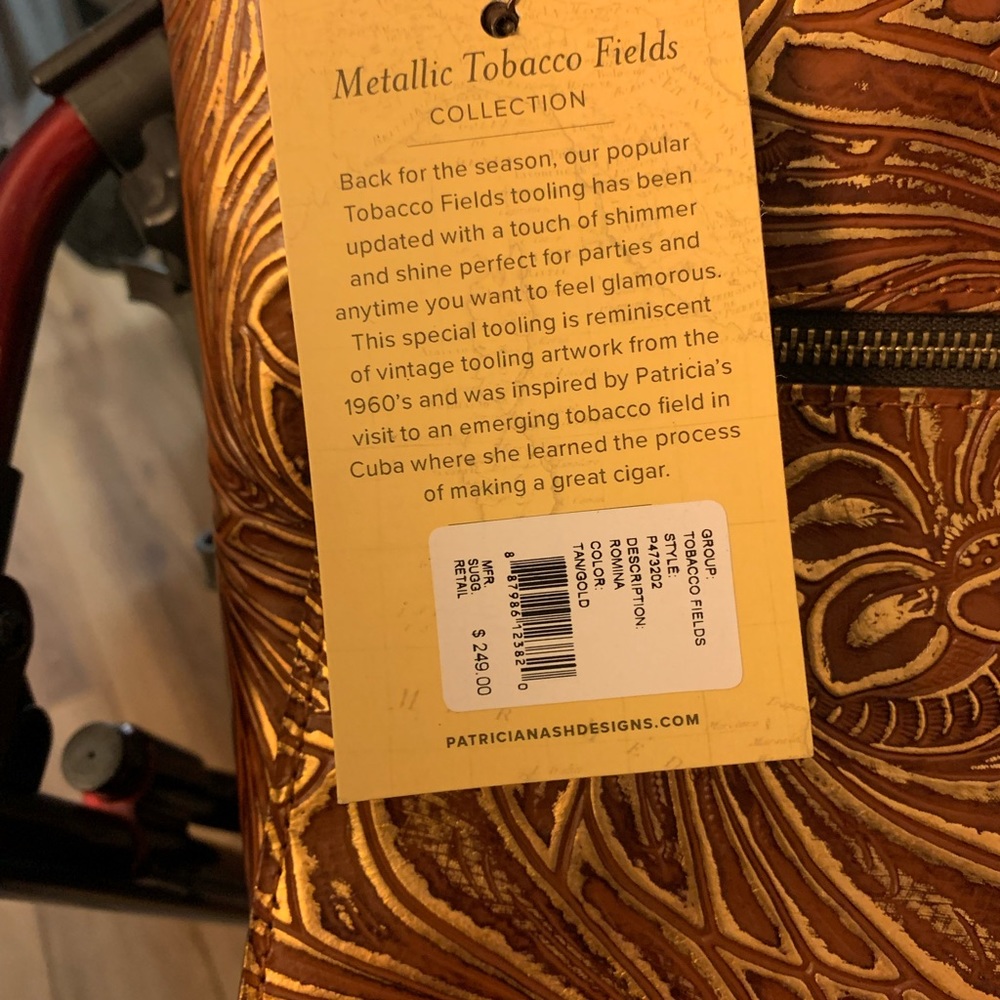 Metallic Tobacco Fields
COLLECTION
Back for the season, our popular
Tobacco Fields tooling has been
updated with a touch of shimmer
and shine perfect for parties and
anytime you want to feel glamorous.
This special tooling is reminiscent
of vintage tooling artwork from the
1960's and was inspired by Patricia's
visit to an emerging tobacco field in
Cuba where she learned the process
of making a great cigar.
GROUP:
TOBACCO FIELDS
STYLE:
P473202
DESCRIPTION:
ROMINA
COLOR:
TAN/GOLD
8 87986 12382 0
MFR.
SUGG.
RETAIL
$ 249.00
PATRICIANASHDESIGNS.COM